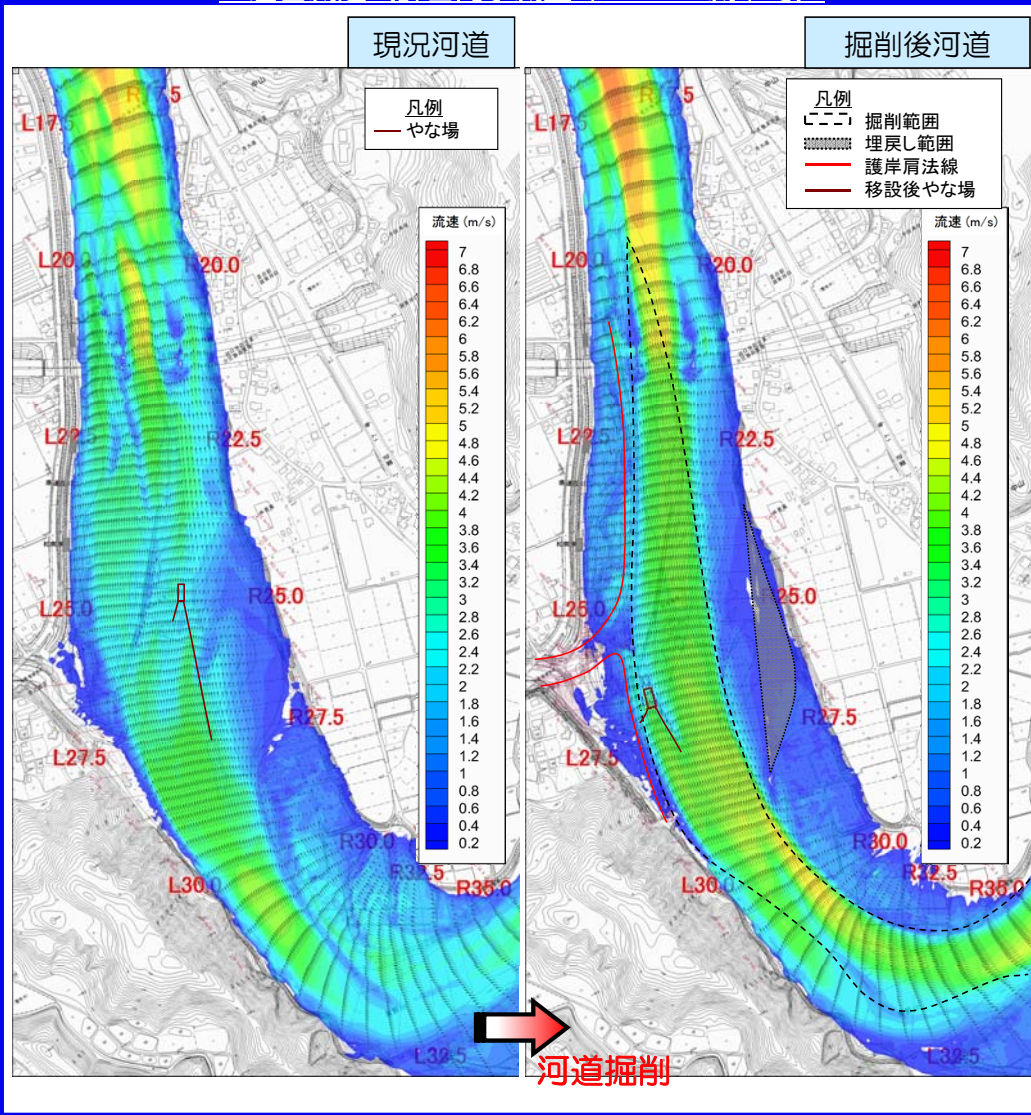 現況河道
凡例
やな場
流速 (m/s)
7
6.8
6.6
6.4
6.2
6
5.8
5.6
5.4
5.2
5
4.8
4.6
4.4
4.2
4
3.8
3.6
3.4
3.2
3
2.8
2.6
2.4
2.2
2
1.8
1.6
1.4
1.2
1
0.8
0.6
0.4
0.2
L17.5
R17.5
L20.0
R20.0
L22.5
R22.5
L25.0
R25.0
R27.5
L27.5
R30.0
R32.5
L30.0
R35.0
L32.5
掘削後河道
凡例
掘削範囲
埋戻し範囲
護岸肩法線
移設後やな場
流速 (m/s)
7
6.8
6.6
6.4
6.2
6
5.8
5.6
5.4
5.2
5
4.8
4.6
4.4
4.2
4
3.8
3.6
3.4
3.2
3
2.8
2.6
2.4
2.2
2
1.8
1.6
1.4
1.2
1
0.8
0.6
0.4
0.2
L17.5
R17.5
L20.0
R20.0
L22.5
R22.5
L25.0
R25.0
R27.5
L27.5
R30.0
R32.5
L30.0
R35.0
L32.5
河道掘削